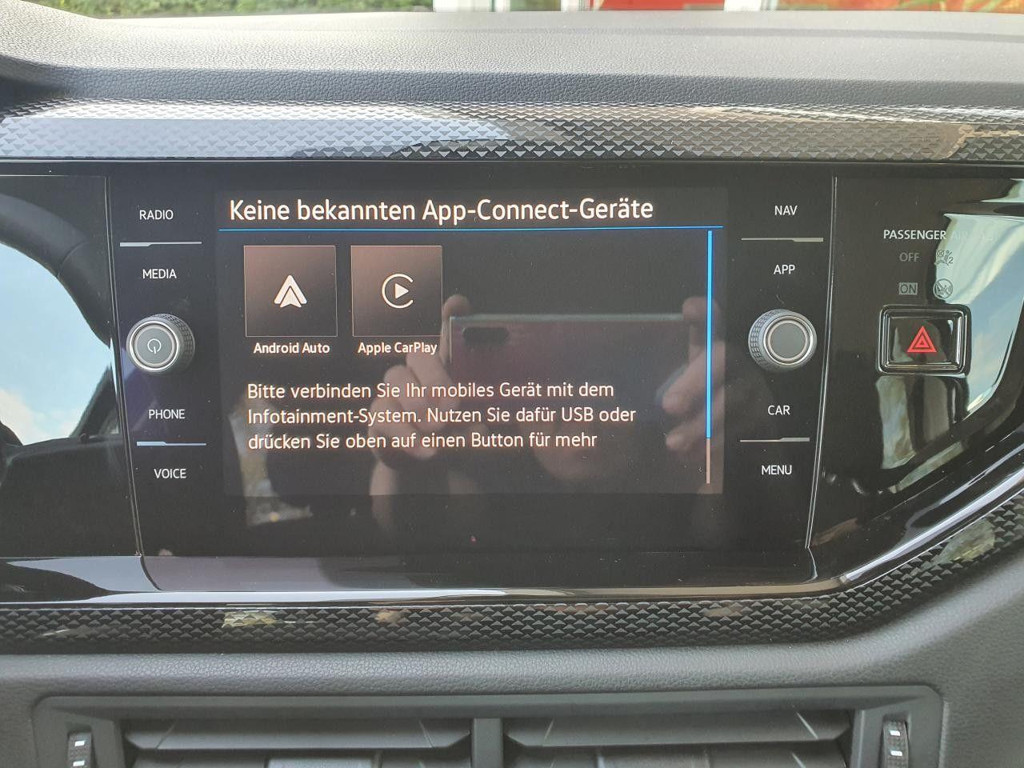 RADIO
MEDIA
PHONE
VOICE
Keine bekannten App-Connect-Geräte
Android Auto
Apple CarPlay
Bitte verbinden Sie Ihr mobiles Gerät mit dem
Infotainment-System. Nutzen Sie dafür USB oder
drücken Sie oben auf einen Button für mehr
NAV
APP
CAR
MENU
PASSENGER
OFF
ON